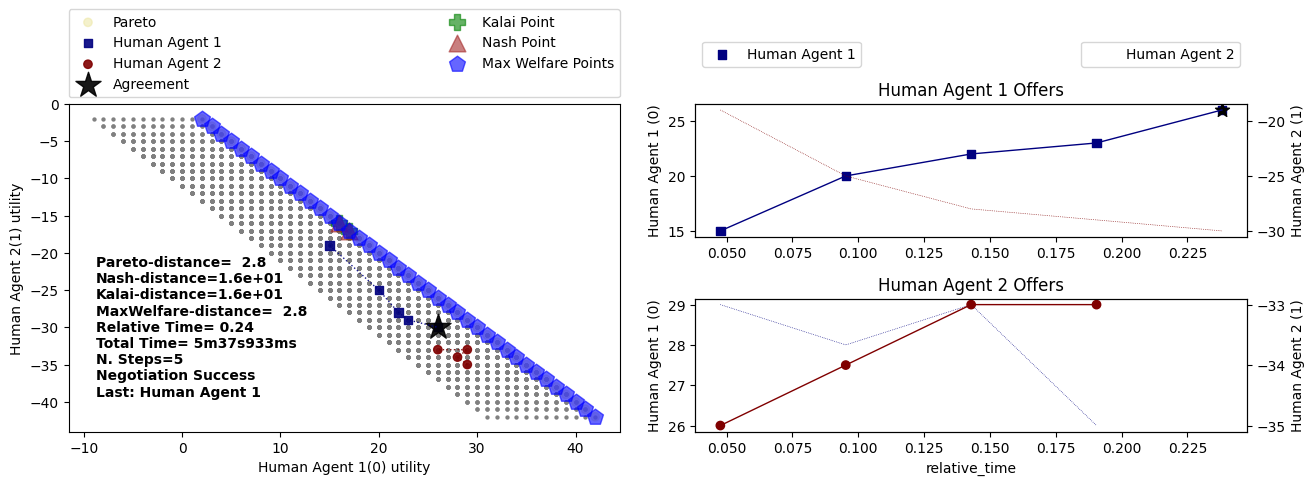 Pareto
Human Agent 1
Human Agent 2
Agreement
Kalai Point
Nash Point
Max Welfare Points
0
−5
−10
−15
−20
−25
−30
−35
−40
Human Agent 2(1) utility
Pareto-distance=  2.8
Nash-distance=1.6e+01
Kalai-distance=1.6e+01
MaxWelfare-distance=  2.8
Relative Time= 0.24
Total Time= 5m37s933ms
N. Steps=5
Negotiation Success
Last: Human Agent 1
−10 0 10 20 30 40
Human Agent 1(0) utility
Human Agent 1
Human Agent 2
Human Agent 1 Offers
Human Agent 1 (0)
25
20
15
−20
−25
−30
Human Agent 2 (1)
0.050 0.075 0.100 0.125 0.150 0.175 0.200 0.225
Human Agent 2 Offers
Human Agent 1 (0)
29
28
27
26
−33
−34
−35
Human Agent 2 (1)
0.050 0.075 0.100 0.125 0.150 0.175 0.200 0.225
relative_time